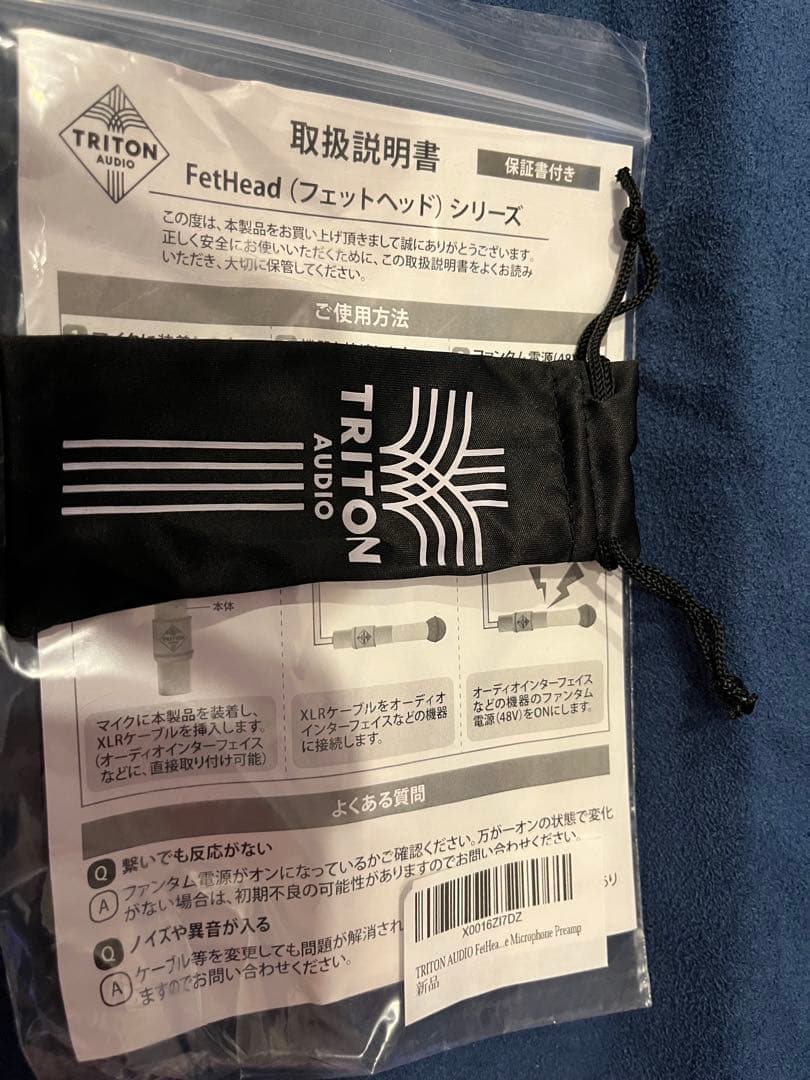 TRITON
AUDIO
取扱説明書
保証書付き
FetHead (フェットヘッド) シリーズ
この度は、本製品をお買い上げ頂きまして誠にありがとうございます。
正しく安全にお使いいただくために、この取扱説明書をよくお読み
いただき、大切に保管してください。
ご使用方法
ファンタム電源(48V
TRITON
AUDIO
本体
TRITON
マイクに本製品を装着し、
XLRケーブルを挿入します。
(オーディオインターフェイス
などに、直接取り付け可能)
XLRケーブルをオーディオ
インターフェイスなどの機器
に接続します。
オーディオインターフェイス
などの機器のファンタム
電源(48V)をONにします。
よくある質問
Q 繋いでも反応がない
A ファンタム電源がオンになっているかご確認ください。万が一オンの状態で変化
がない場合は、初期不良の可能性がありますのでお問い合わせください。
Q ノイズや異音が入る
A ケーブル等を変更しても問題が解消され
ますのでお問い合わせください。
X0016ZI7DZ
TRITON AUDIO FetHea...e Microphone Preamp
新品